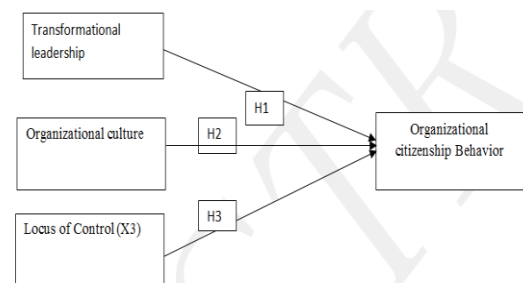 Transformational
leadership
H1
Organizational culture
H2
Organizational
citizenship Behavior
Locus of Control (X3)
H3